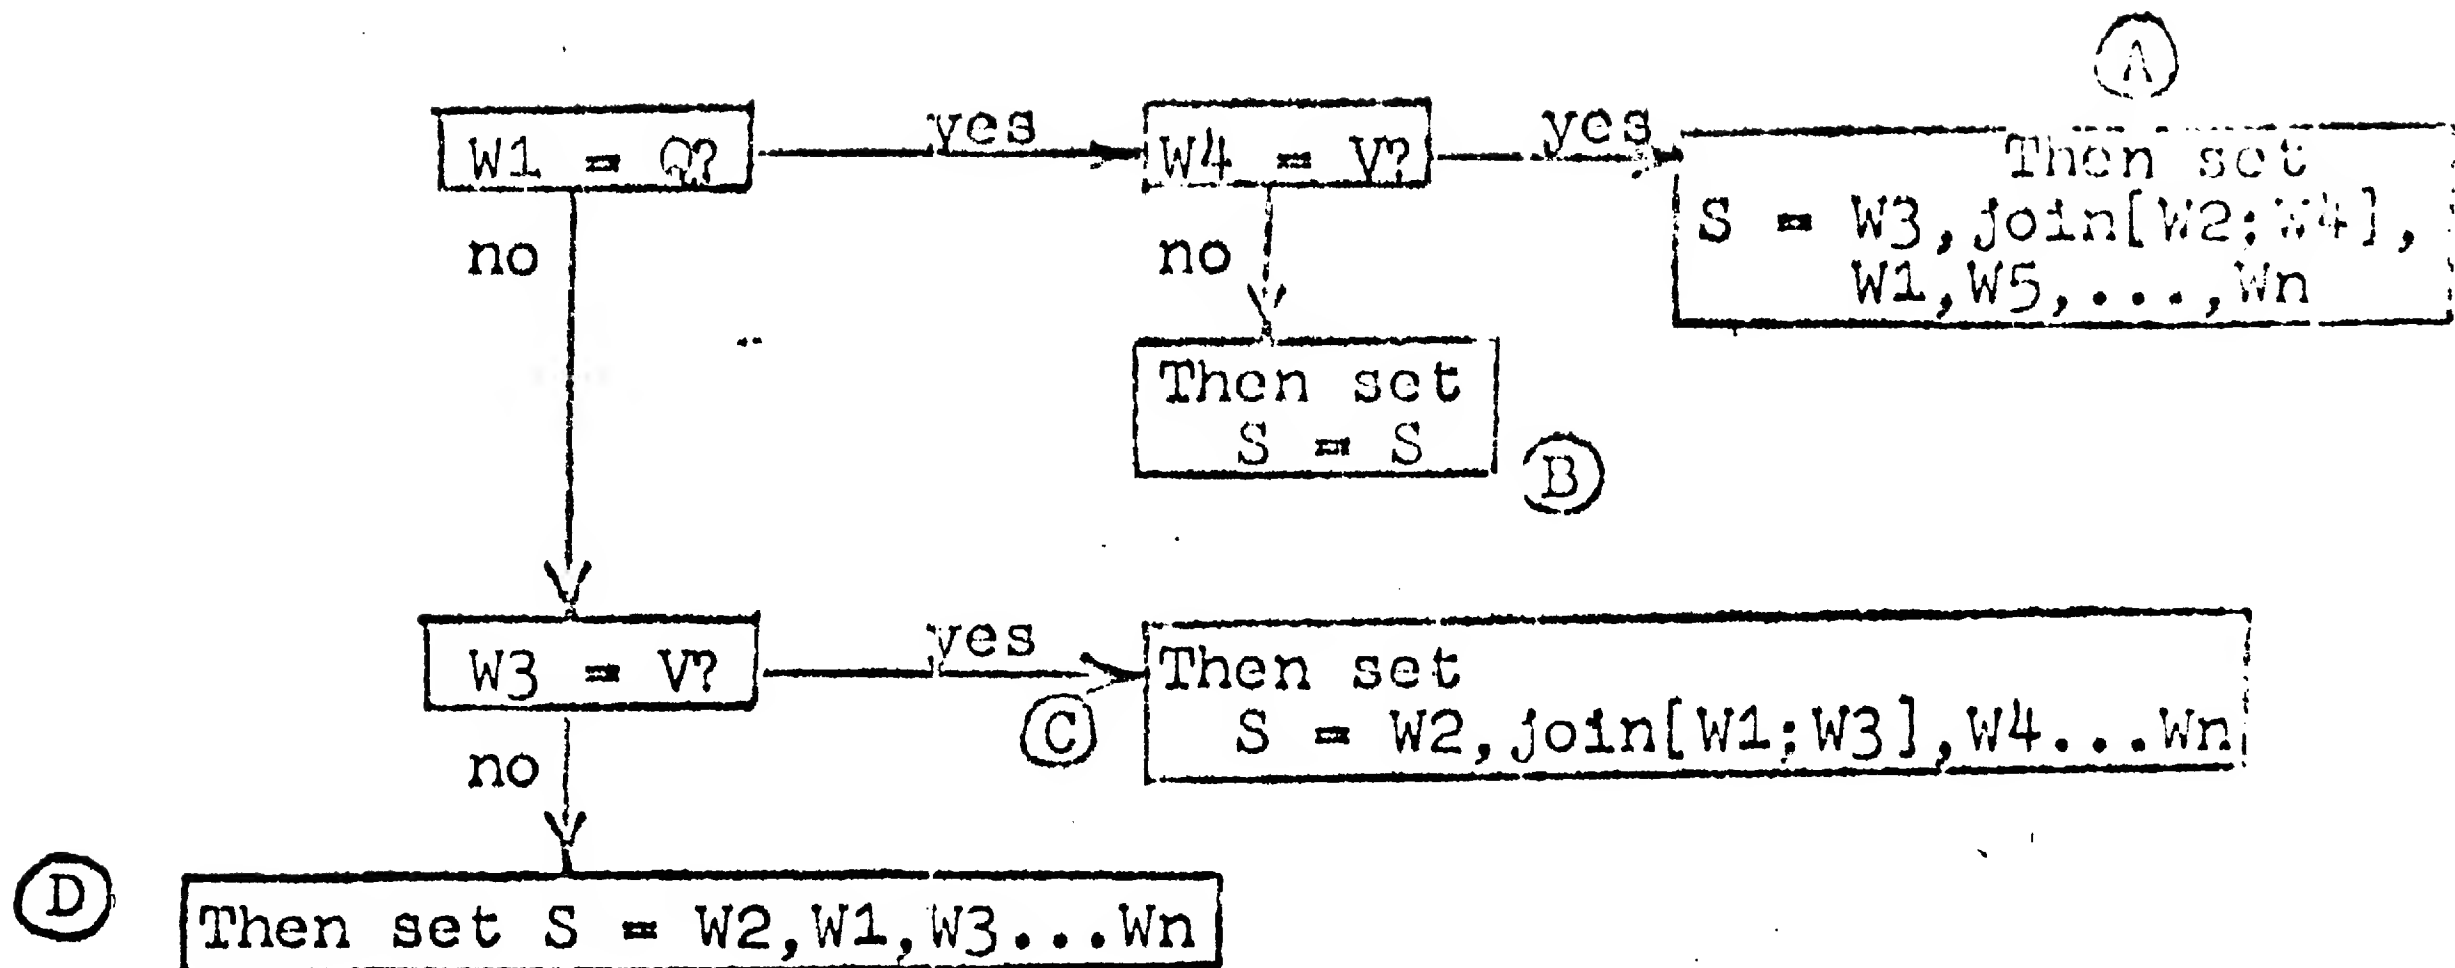 A
W1 = Q?
yes
W4 = V?
yes
Then set
S = W3,join[W2;W4],
W1,W5,...,Wn
no
no
Then set
S = S
B
W3 = V?
yes
Then set
S = W2,join[W1;W3],W4...Wn
C
no
D
Then set S = W2,W1,W3...Wn